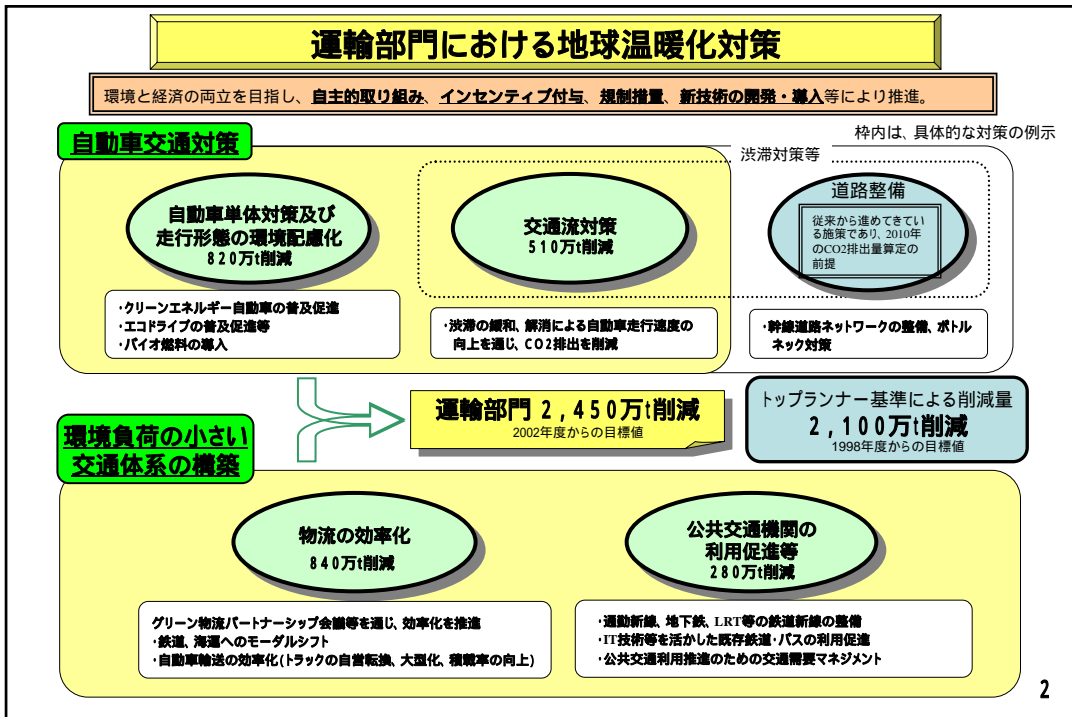 運輸部門における地球温暖化対策
環境と経済の両立を目指し、自主的取り組み、インセンティブ付与、規制措置、新技術の開発・導入等により推進。
自動車交通対策
枠内は、具体的な対策の例示
渋滞対策等
自動車単体対策及び
走行形態の環境配慮化
820万t削減
交通流対策
510万t削減
道路整備
従来から進めてきてい
る施策であり、2010年
のCO2排出量算定の
前提
・クリーンエネルギー自動車の普及促進
・エコドライブの普及促進等
・バイオ燃料の導入
・渋滞の緩和、解消による自動車走行速度の
向上を通じ、CO2排出を削減
・幹線道路ネットワークの整備、ボトル
ネック対策
運輸部門 2,450万t削減
2002年度からの目標値
トップランナー基準による削減量
2,100万t削減
1998年度からの目標値
環境負荷の小さい
交通体系の構築
物流の効率化
840万t削減
公共交通機関の
利用促進等
280万t削減
グリーン物流パートナーシップ会議等を通じ、効率化を推進
・鉄道、海運へのモーダルシフト
・自動車輸送の効率化(トラックの自営転換、大型化、積載率の向上)
・通勤新線、地下鉄、LRT等の鉄道新線の整備
・IT技術等を活かした既存鉄道・バスの利用促進
・公共交通利用推進のための交通需要マネジメント
2